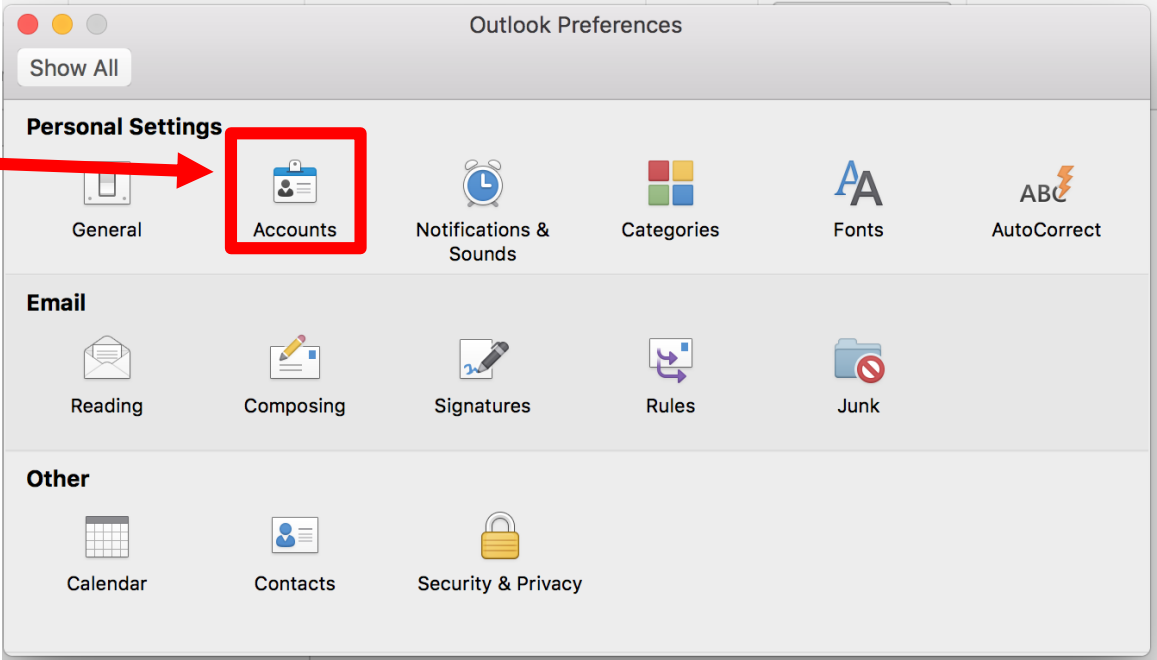 Outlook Preferences
Show All
Personal Settings
General
Accounts
Notifications &
Sounds
Categories
Fonts
ABC
AutoCorrect
Email
Reading
Composing
Signatures
Rules
Junk
Other
Calendar
Contacts
Security & Privacy